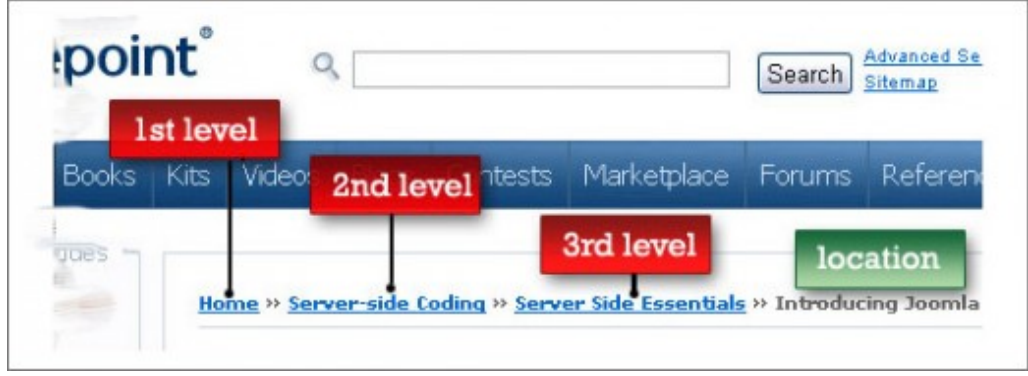 :point®
Search
Advanced Se
Sitemap
1st level
Books Kits Videos ntests Marketplace Forums Referen
2nd level
3rd level
location
Home » Server-side Coding » Server Side Essentials » Introducing Joomla